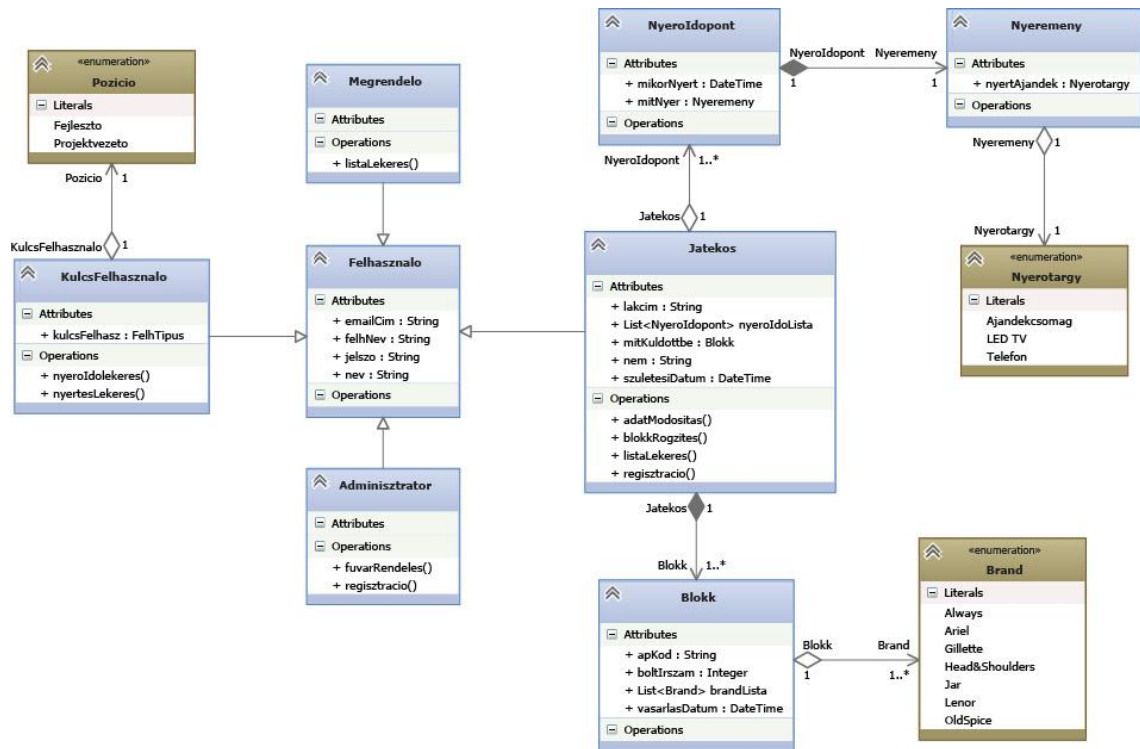 «enumeration»
Pozicio
Literals
Fejleszto
Projektvezeto
Pozicio
1
KulcsFelhasznalo
1
KulcsFelhasznalo
Attributes
+ kulcsFelhasz : FelhTipus
Operations
+ nyeroIdolekeres()
+ nyertesLekeres()
Megrendelo
Attributes
Operations
+ listaLekeres()
Felhasznalo
Attributes
+ emailCim : String
+ felhNev : String
+ jelszo : String
+ nev : String
Operations
Adminisztrator
Attributes
Operations
+ fuvarRendeles()
+ regisztracio()
NyeroIdopont
Attributes
+ mikorNyert : DateTime
+ mitNyer : Nyeremeny
Operations
NyeroIdopont
Nyeremeny
1
1
Nyeremeny
Attributes
+ nyertAjandek : Nyerotargy
Operations
Nyeremeny
1
Nyerotargy
1
«enumeration»
Nyerotargy
Literals
Ajandekcsomag
LED TV
Telefon
NyeroIdopont
1..*
Jatekos
1
Jatekos
Attributes
+ lakcim : String
+ List<NyeroIdopont> nyeroIdoLista
+ mitKuldottbe : Blokk
+ nem : String
+ szuletesiDatum : DateTime
Operations
+ adatModositas()
+ blokkRogzites()
+ listaLekeres()
+ regisztracio()
Jatekos
1
Blokk
1..*
Blokk
Attributes
+ apKod : String
+ boltIrszam : Integer
+ List<Brand> brandLista
+ vasarlasDatum : DateTime
Operations
Blokk
Brand
1
1..*
«enumeration»
Brand
Literals
Always
Ariel
Gillette
Head&Shoulders
Jar
Lenor
OldSpice